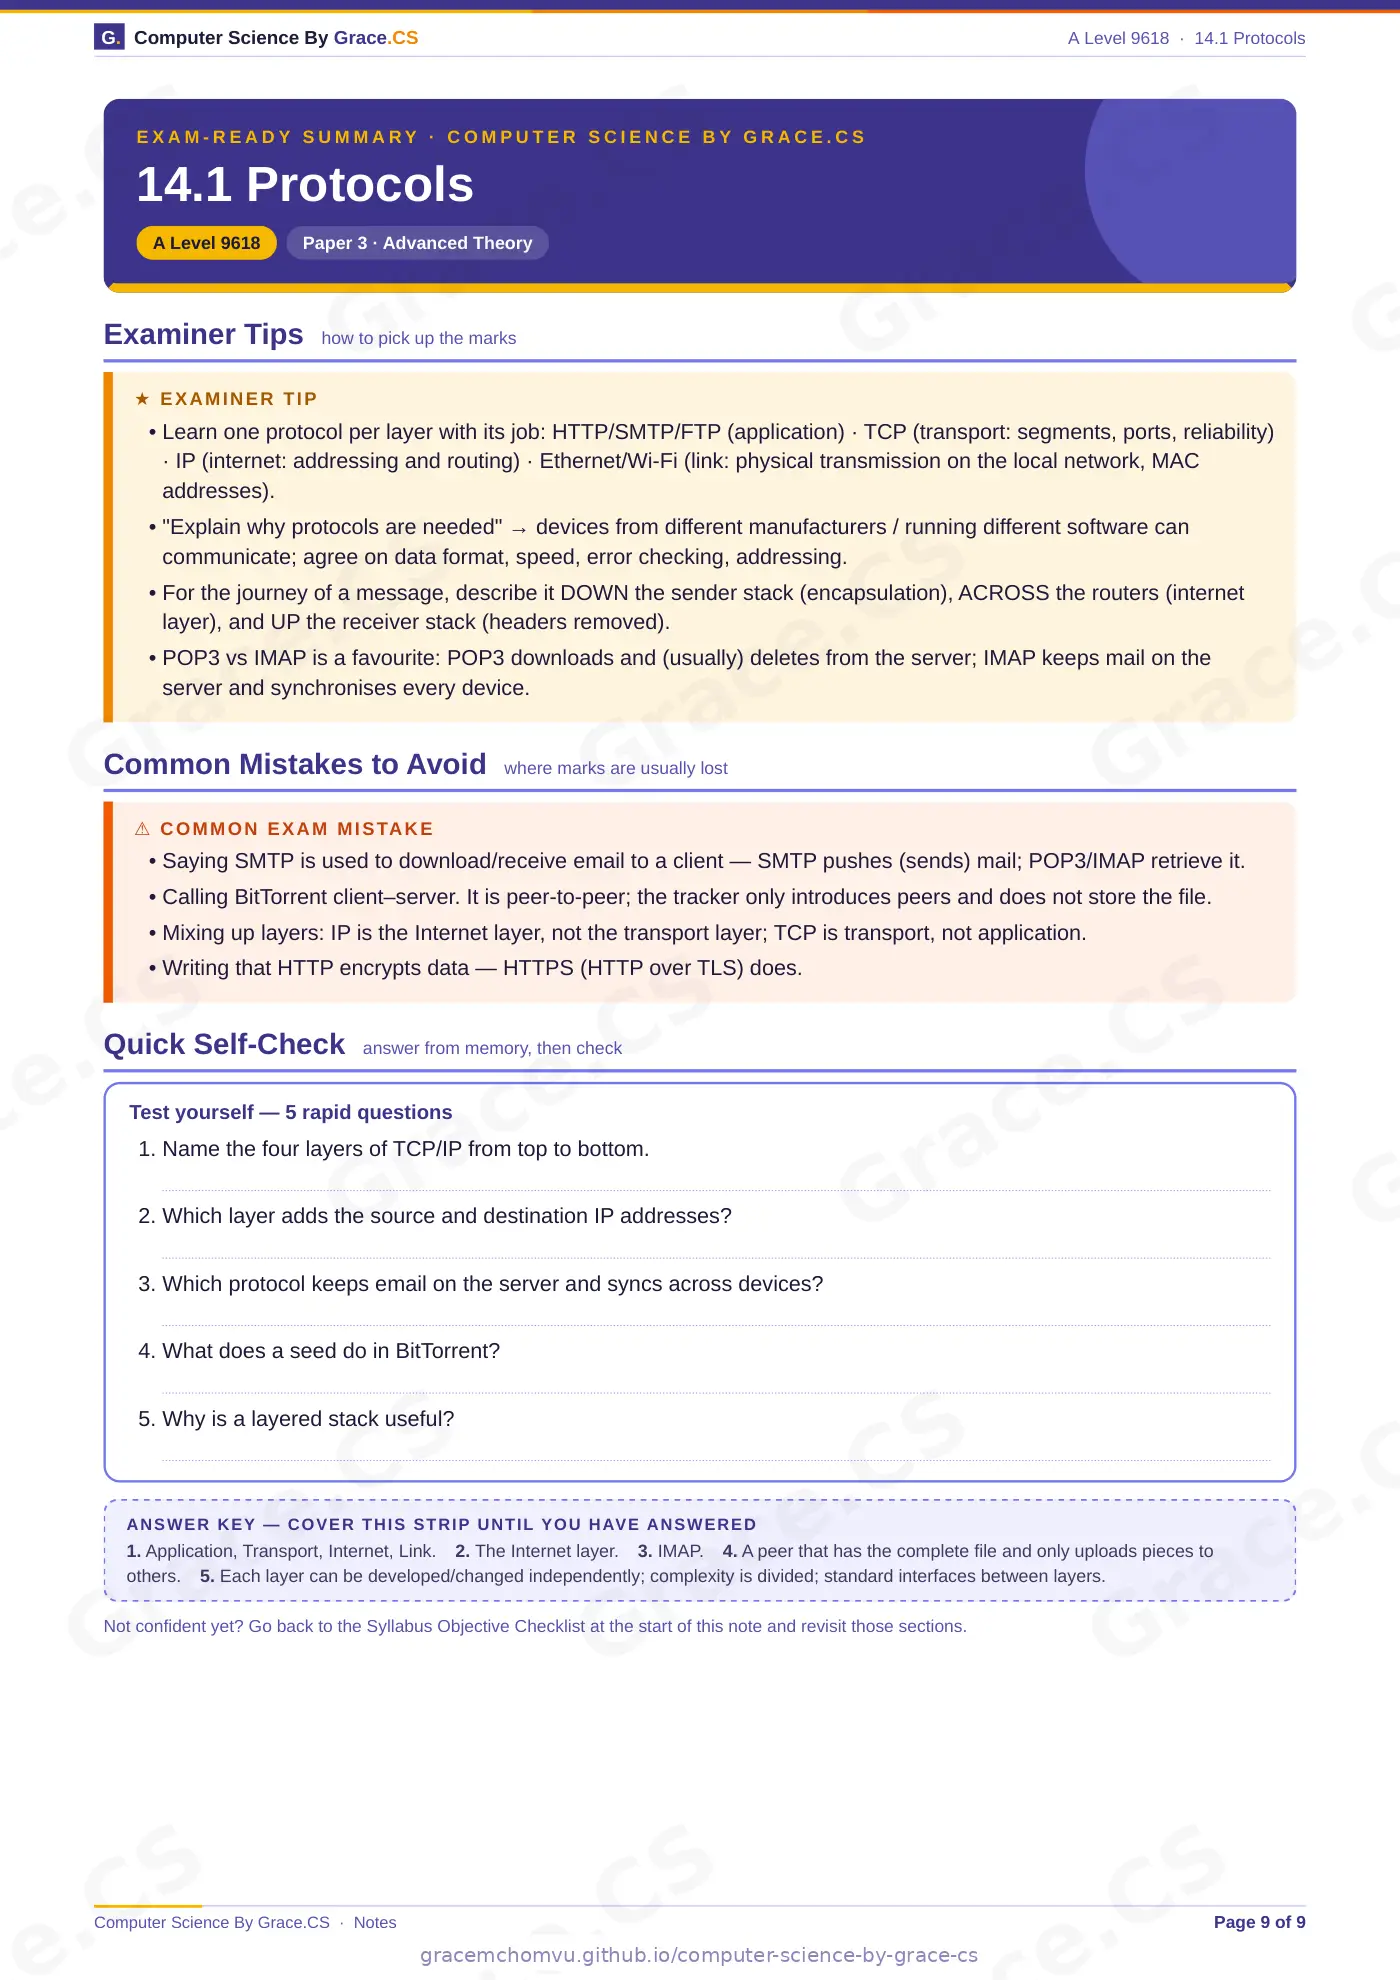 G. Computer Science By Grace.CS
A Level 9618 · 14.1 Protocols
EXAM-READY SUMMARY · COMPUTER SCIENCE BY GRACE.CS
14.1 Protocols
A Level 9618
Paper 3 · Advanced Theory
Examiner Tips how to pick up the marks
★ EXAMINER TIP
• Learn one protocol per layer with its job: HTTP/SMTP/FTP (application) · TCP (transport: segments, ports, reliability)
· IP (internet: addressing and routing) · Ethernet/Wi-Fi (link: physical transmission on the local network, MAC
addresses).
• "Explain why protocols are needed" → devices from different manufacturers / running different software can
communicate; agree on data format, speed, error checking, addressing.
• For the journey of a message, describe it DOWN the sender stack (encapsulation), ACROSS the routers (internet
layer), and UP the receiver stack (headers removed).
• POP3 vs IMAP is a favourite: POP3 downloads and (usually) deletes from the server; IMAP keeps mail on the
server and synchronises every device.
Common Mistakes to Avoid where marks are usually lost
⚠ COMMON EXAM MISTAKE
• Saying SMTP is used to download/receive email to a client — SMTP pushes (sends) mail; POP3/IMAP retrieve it.
• Calling BitTorrent client–server. It is peer-to-peer; the tracker only introduces peers and does not store the file.
• Mixing up layers: IP is the Internet layer, not the transport layer; TCP is transport, not application.
• Writing that HTTP encrypts data — HTTPS (HTTP over TLS) does.
Quick Self-Check answer from memory, then check
Test yourself — 5 rapid questions
1. Name the four layers of TCP/IP from top to bottom.
2. Which layer adds the source and destination IP addresses?
3. Which protocol keeps email on the server and syncs across devices?
4. What does a seed do in BitTorrent?
5. Why is a layered stack useful?
ANSWER KEY — COVER THIS STRIP UNTIL YOU HAVE ANSWERED
1. Application, Transport, Internet, Link. 2. The Internet layer. 3. IMAP. 4. A peer that has the complete file and only uploads pieces to
others. 5. Each layer can be developed/changed independently; complexity is divided; standard interfaces between layers.
Not confident yet? Go back to the Syllabus Objective Checklist at the start of this note and revisit those sections.
Computer Science By Grace.CS · Notes
Page 9 of 9
gracemchomvu.github.io/computer-science-by-grace-cs